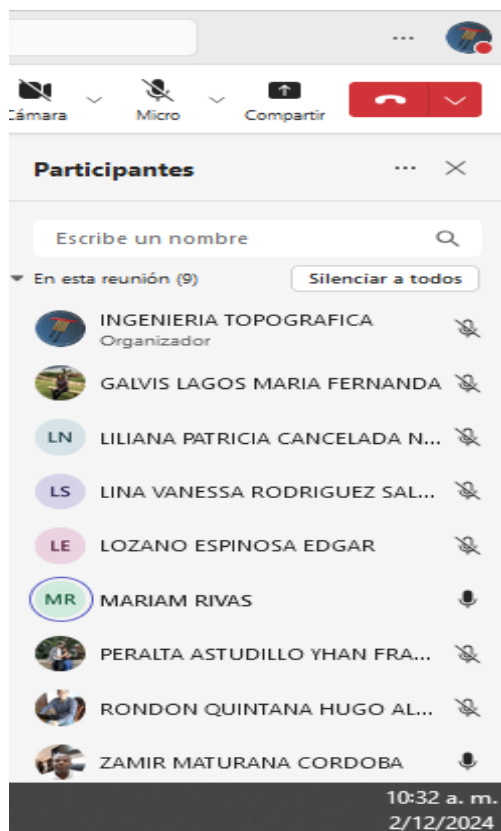 Cámara
Micro
Compartir
Participantes
Escribe un nombre
En esta reunión (9)
Silenciar a todos
INGENIERIA TOPOGRAFICA
Organizador
GALVIS LAGOS MARIA FERNANDA
LN
LILIANA PATRICIA CANCELADA N...
LS
LINA VANESSA RODRIGUEZ SAL...
LE
LOZANO ESPINOSA EDGAR
MR
MARIAM RIVAS
PERALTA ASTUDILLO YHAN FRA...
RONDON QUINTANA HUGO AL...
ZAMIR MATURANA CORDOBA
10:32 a. m.
2/12/2024